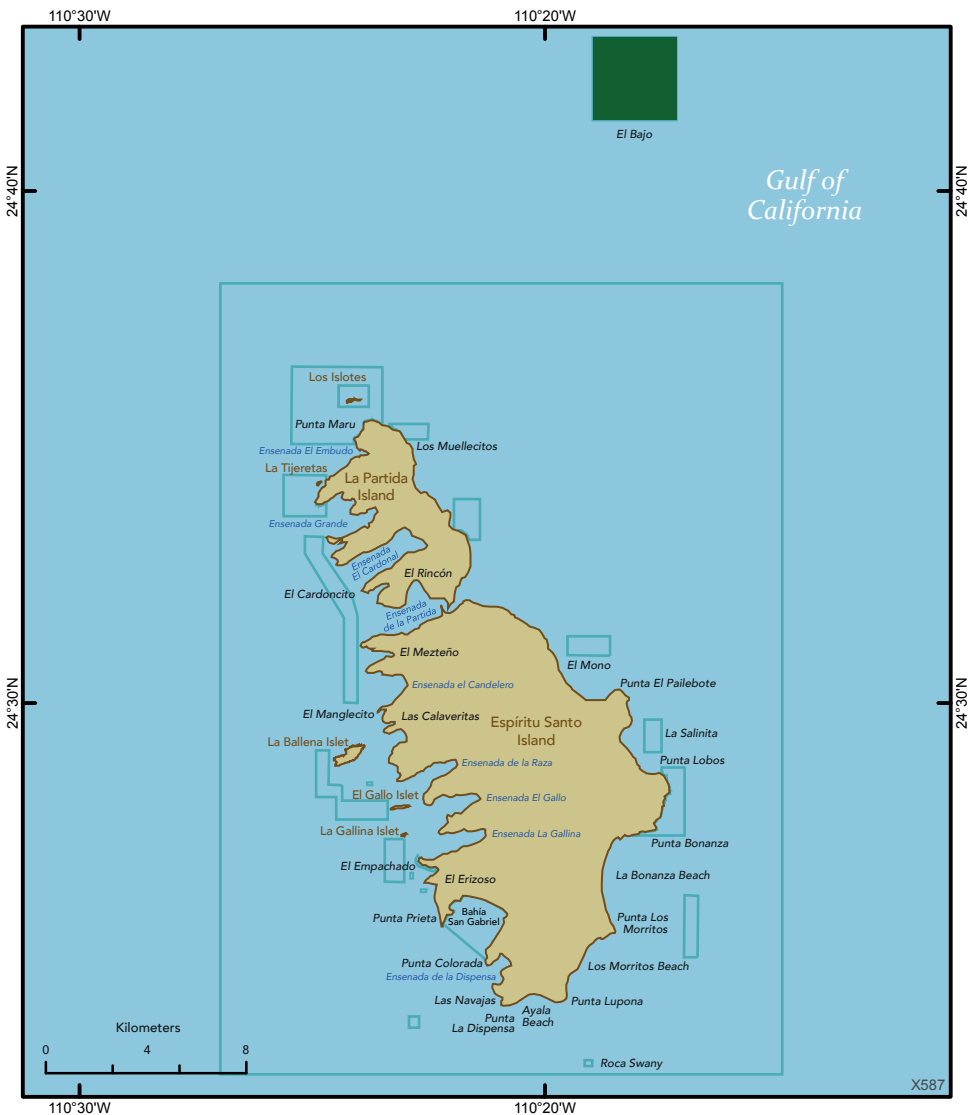 110°30'W
110°20'W
El Bajo
24°40'N
24°40'N
Gulf of
California
Los Islotes
Punta Maru
Los Muellecitos
Ensenada El Embudo
La Tijeretas
La Partida
Island
Ensenada Grande
Ensenada
El Cardonal
El Rincón
El Cardoncito
Ensenada
de la Partida
El Mezteño
El Mono
Ensenada el Candelero
Punta El Pailebote
24°30'N
24°30'N
El Manglecito
Las Calaveritas
Espíritu Santo
Island
La Salinita
La Ballena Islet
Ensenada de la Raza
Punta Lobos
El Gallo Islet
Ensenada El Gallo
La Gallina Islet
Ensenada La Gallina
Punta Bonanza
El Empachado
El Erizoso
La Bonanza Beach
Punta Prieta
Bahía
San Gabriel
Punta Los
Morritos
Punta Colorada
Los Morritos Beach
Ensenada de la Dispensa
Las Navajas
Punta Lupona
Punta
La Dispensa
Ayala
Beach
Kilometers
0 4 8
Roca Swany
X587
110°30'W
110°20'W